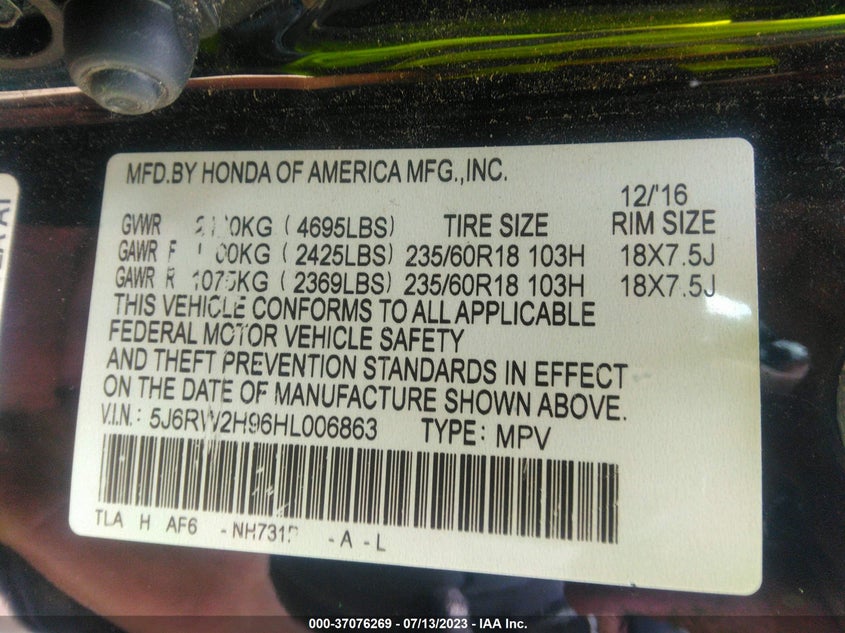 MFD.BY HONDA OF AMERICA MFG.,INC.
12/'16
GVWR (4695LBS) TIRE SIZE RIM SIZE
GAWR F (2425LBS) 235/60R18 103H 18X7.5J
GAWR R 1075KG (2369LBS) 235/60R18 103H 18X7.5J
THIS VEHICLE CONFORMS TO ALL APPLICABLE
FEDERAL MOTOR VEHICLE SAFETY
AND THEFT PREVENTION STANDARDS IN EFFECT
ON THE DATE OF MANUFACTURE SHOWN ABOVE.
V.I.N.: 5J6RW2H96HL006863 TYPE: MPV
TLA H AF6 - -A -L
000-37076269 - 07/13/2023 - IAA Inc.